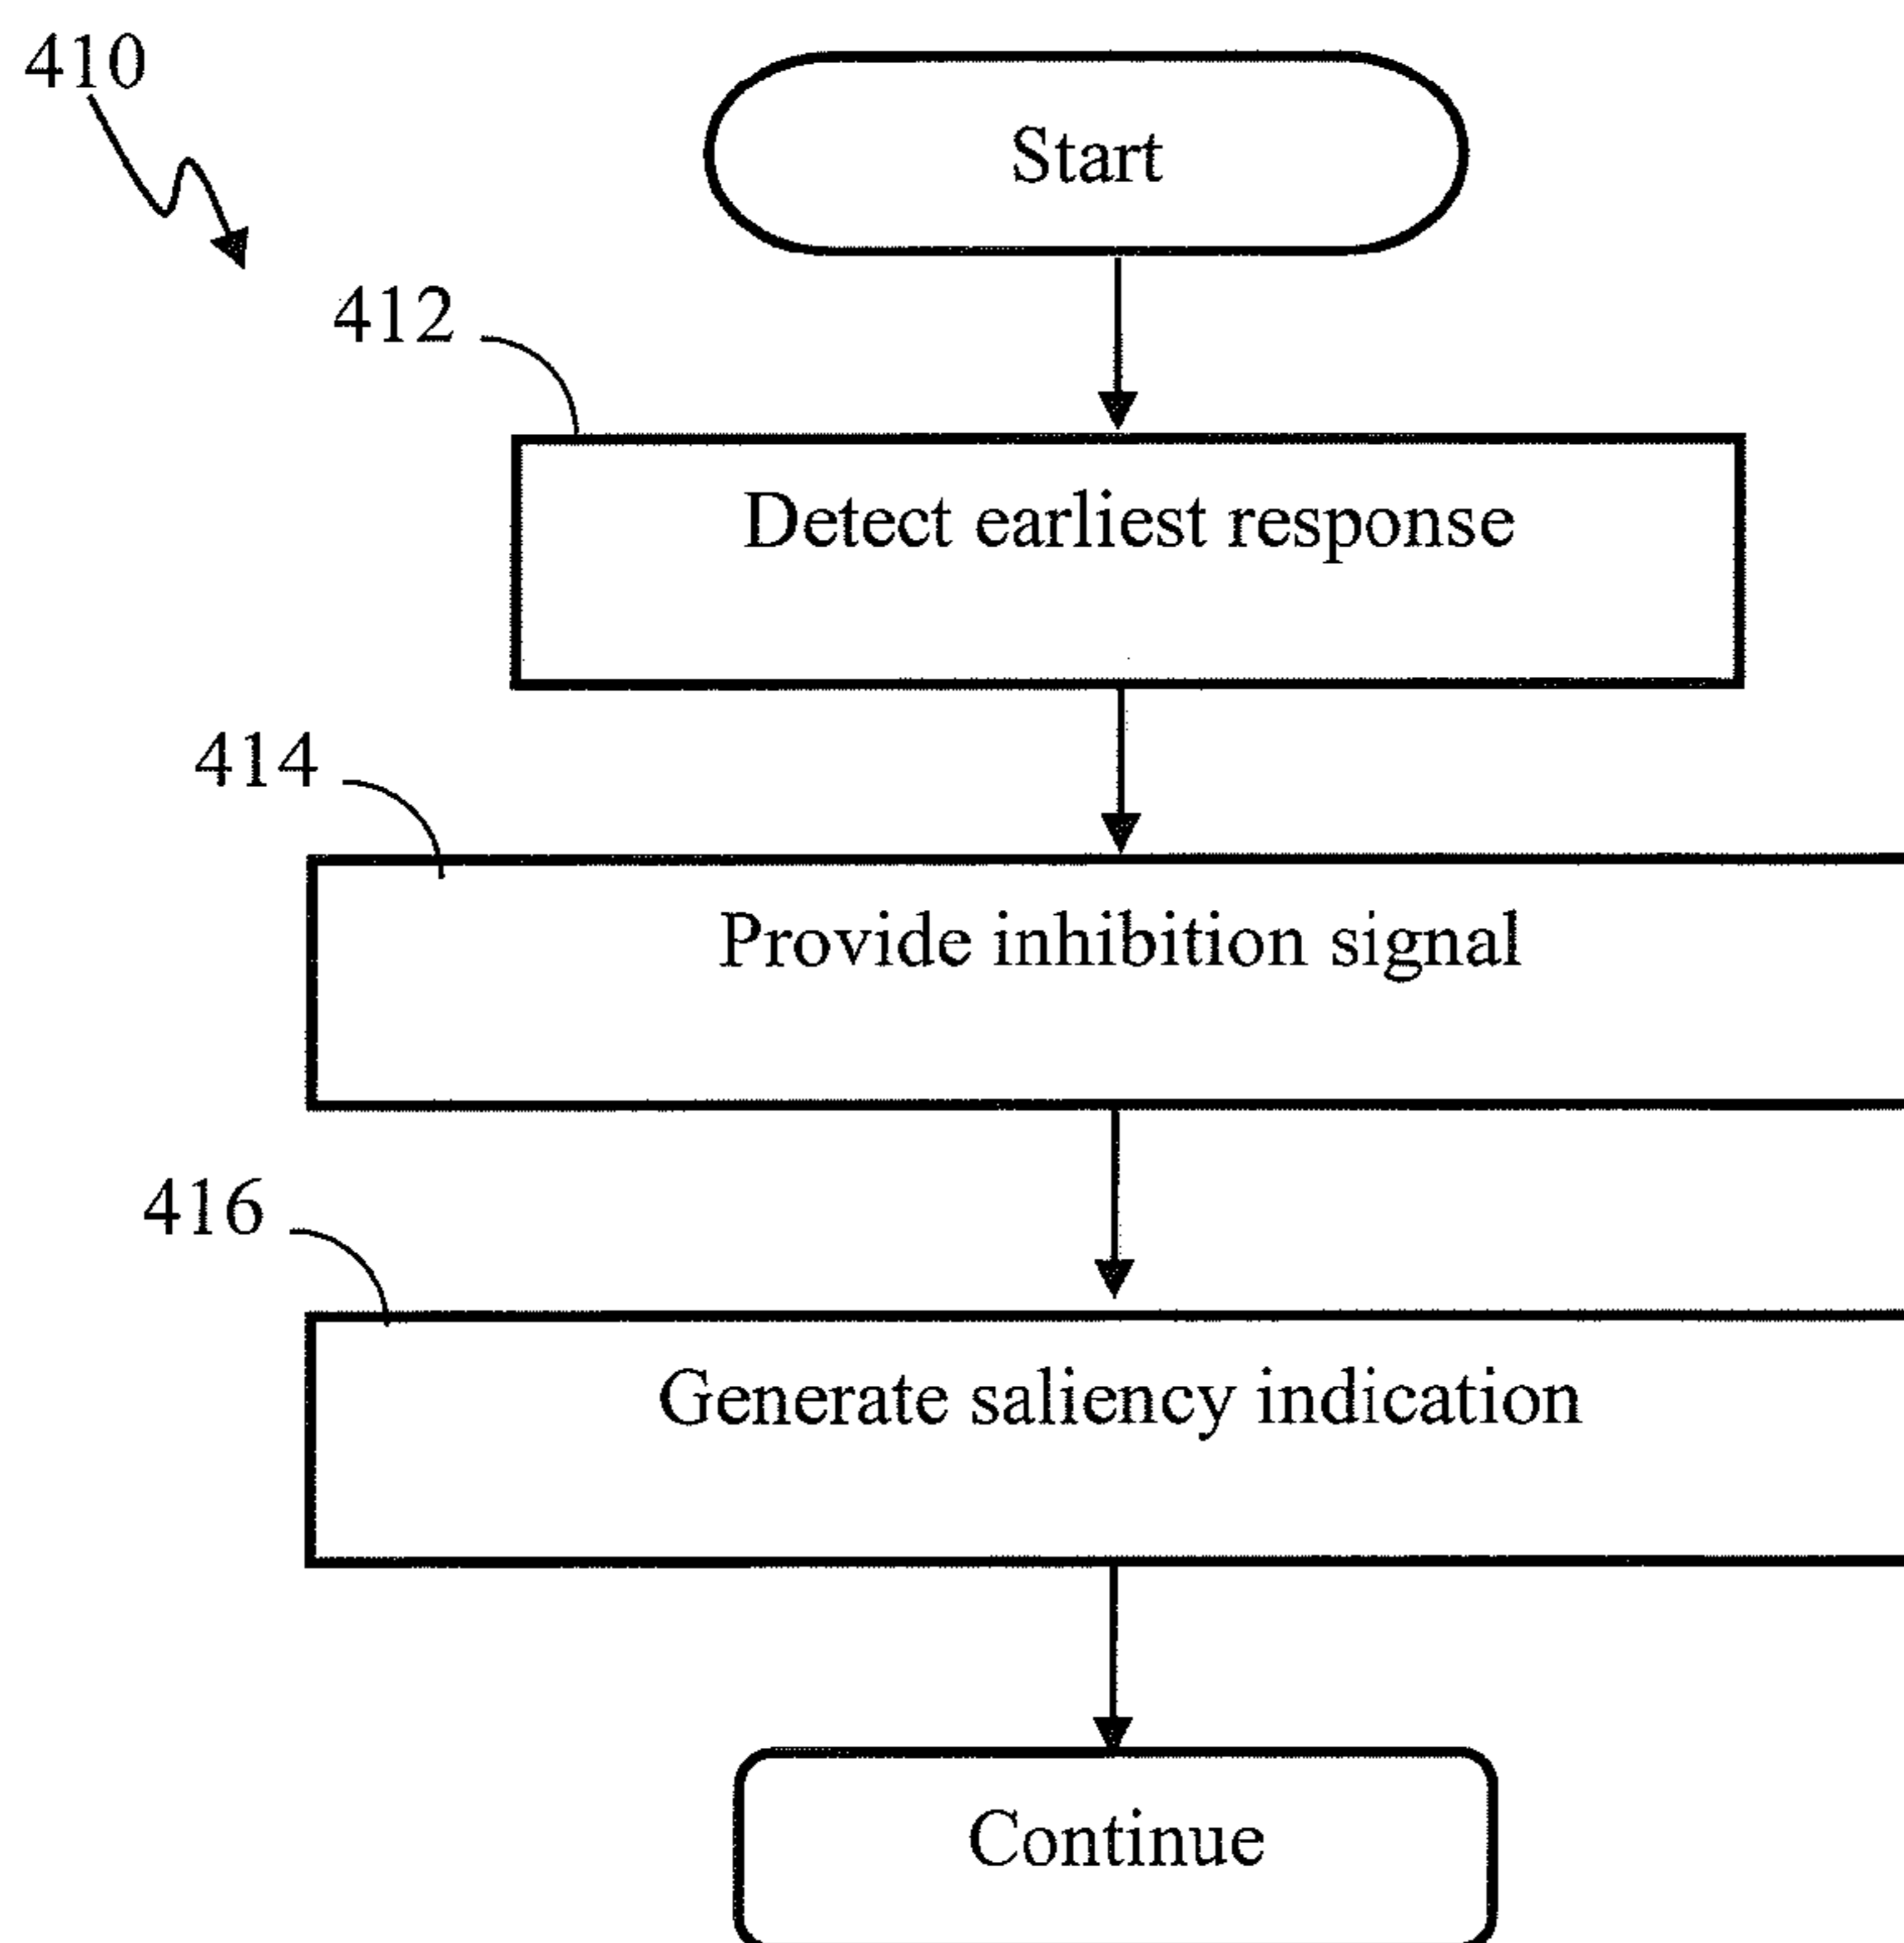 410
Start
412
Detect earliest response
414
Provide inhibition signal
416
Generate saliency indication
Continue